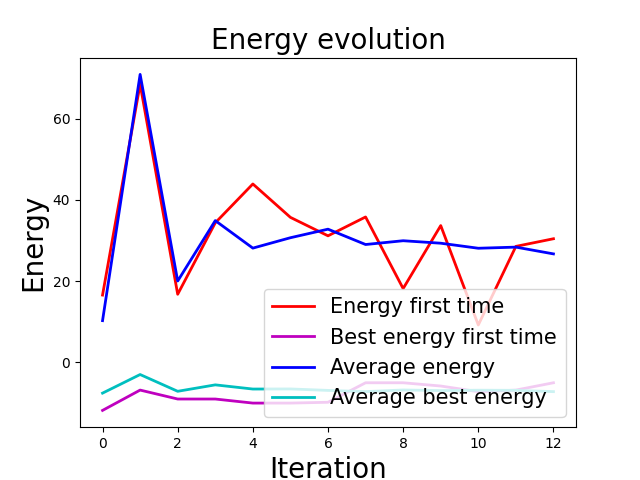 Energy evolution
60
40
20
0
Energy
Energy first time
Best energy first time
Average energy
Average best energy
0 2 4 6 8 10 12
Iteration